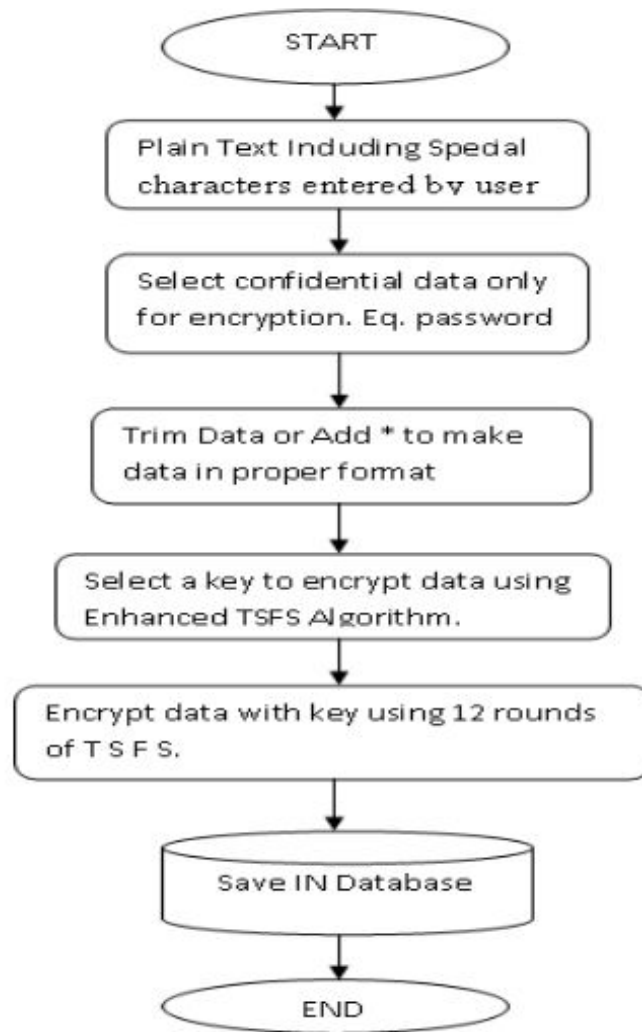 START
Plain Text Including Special
characters entered by user
Select confidential data only
for encryption. Eq. password
Trim Data or Add * to make
data in proper format
Select a key to encrypt data using
Enhanced TSFS Algorithm.
Encrypt data with key using 12 rounds
of T S F S.
Save IN Database
END